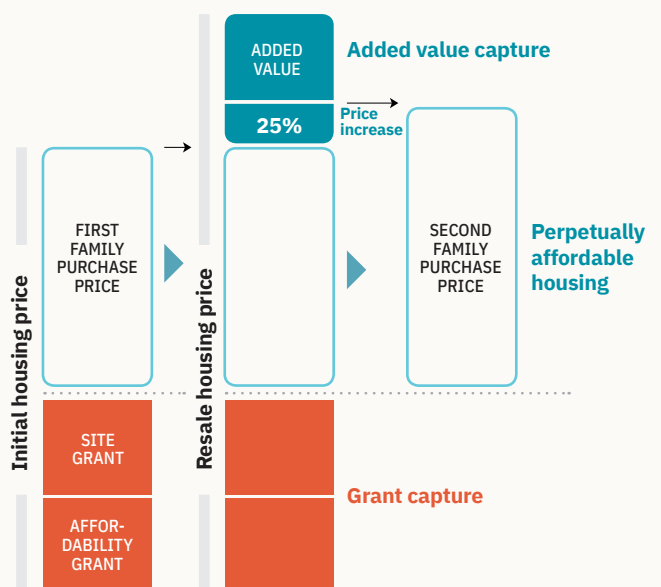 ADDED
VALUE
Added value capture
25%
Price
increase
FIRST
FAMILY
PURCHASE
PRICE
SECOND
FAMILY
PURCHASE
PRICE
Perpetually
affordable
housing
Initial housing price
Resale housing price
SITE
GRANT
Grant capture
AFFOR-
DABILITY
GRANT